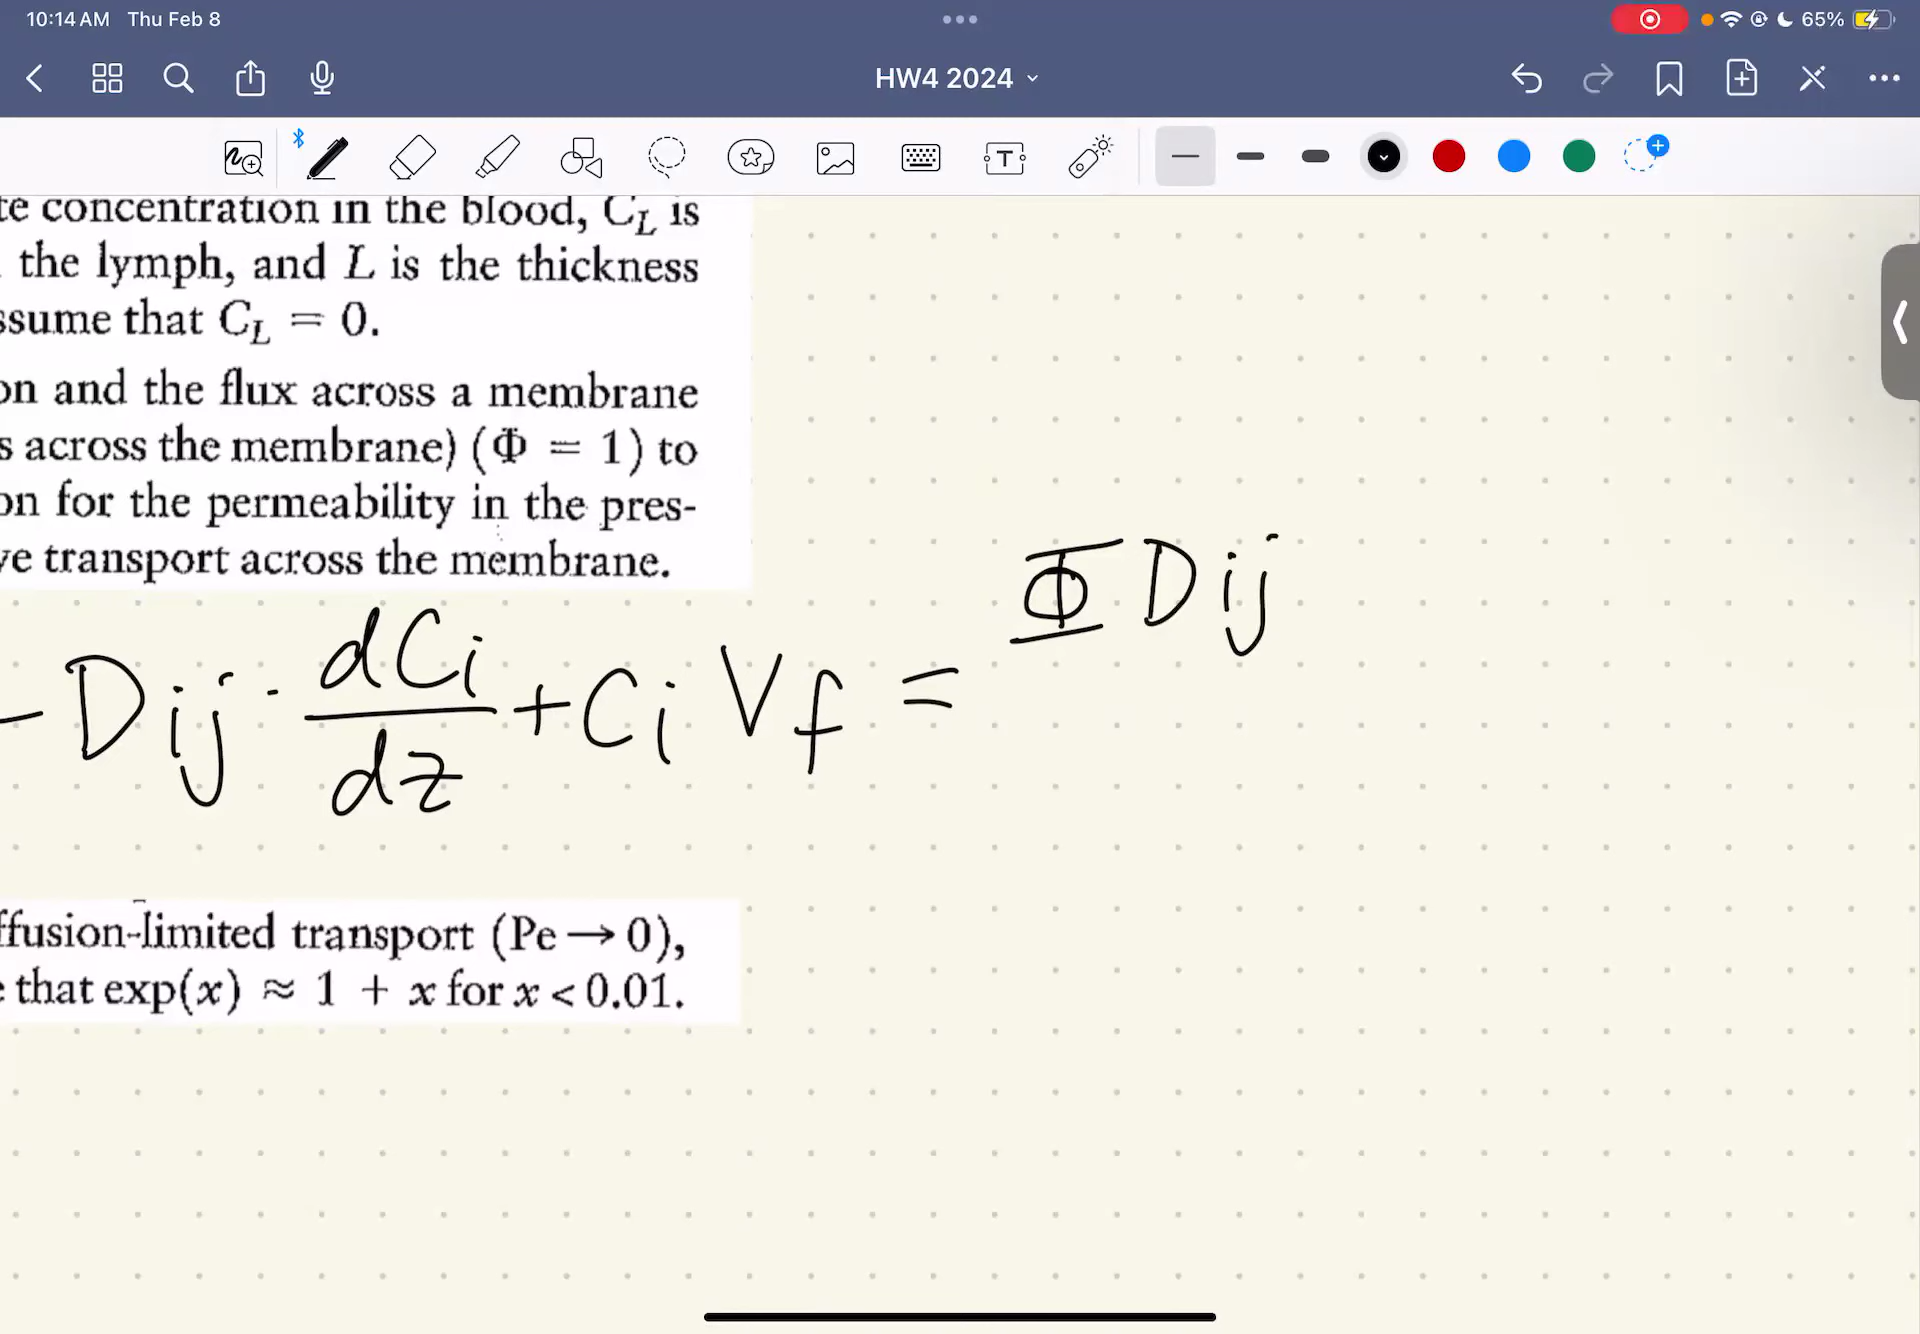 10:14 AM Thu Feb 8
65%
HW4 2024
te concentration in the blood, C_L is
the lymph, and L is the thickness
ssume that C_L = 0.
on and the flux across a membrane
s across the membrane) (Φ = 1) to
on for the permeability in the pres-
ve transport across the membrane.
Φ Dij
- Dij · dCi/dz + Ci Vf =
ffusion-limited transport (Pe → 0),
e that exp(x) ≈ 1 + x for x < 0.01.